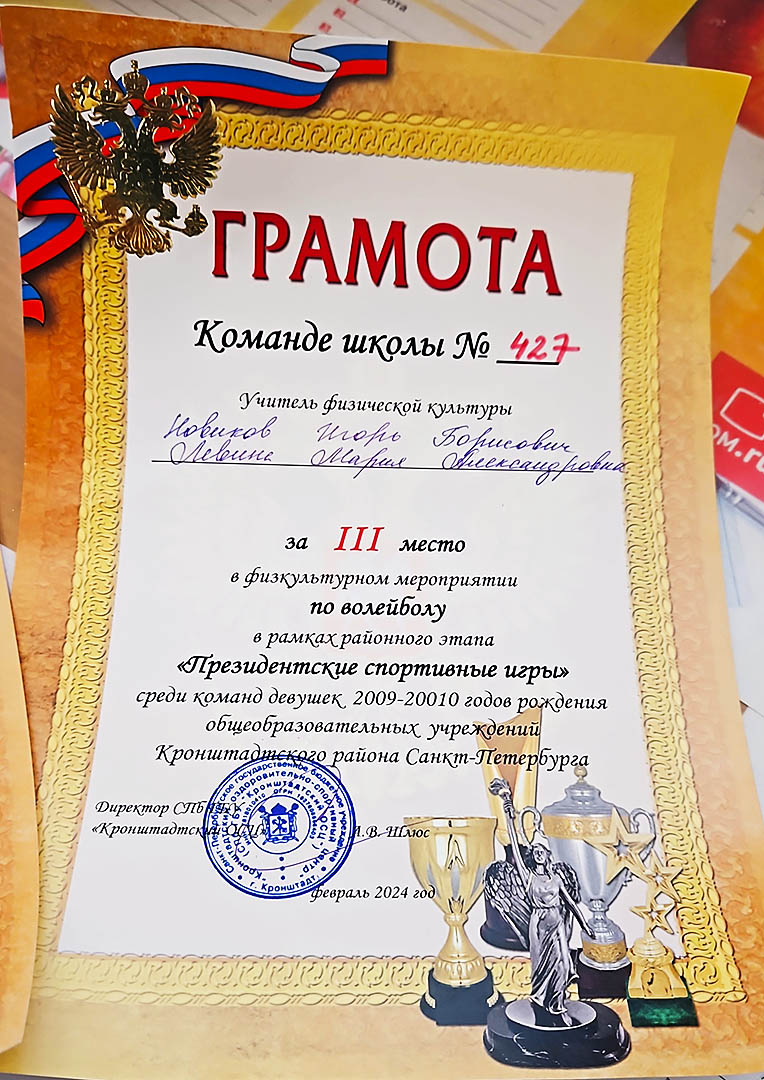 ГРАМОТА
Команде школы № 427
Учитель физической культуры
Новиков Игорь Борисович
Левина Мария Александровна
за III место
в физкультурном мероприятии
по волейболу
в рамках районного этапа
«Президентские спортивные игры»
среди команд девушек 2009-20010 годов рождения
общеобразовательных учреждений
Кронштадтского района Санкт-Петербурга
Директор СПб
«Кронштадтский В. Шлюс
г. Кронштадт
февраль 2024 год